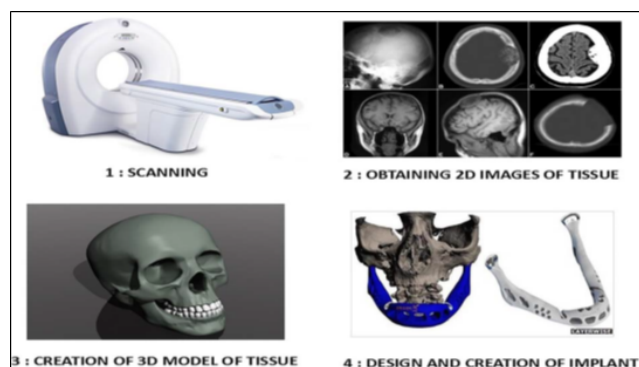 1 : SCANNING
2 : OBTAINING 2D IMAGES OF TISSUE
3 : CREATION OF 3D MODEL OF TISSUE
4 : DESIGN AND CREATION OF IMPLANT
LAYERWISE